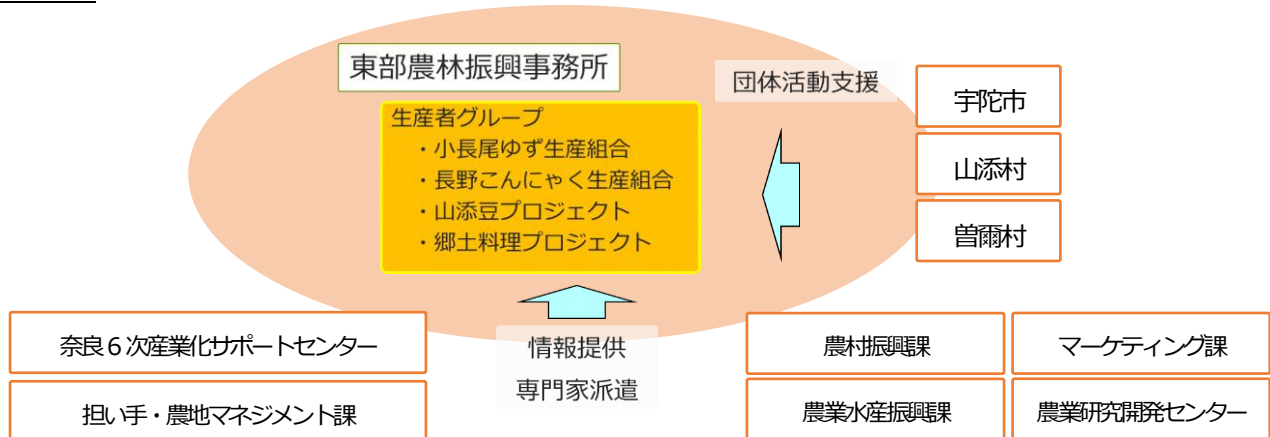 東部農林振興事務所
団体活動支援
生産者グループ
・小長尾ゆず生産組合
・長野こんにゃく生産組合
・山添豆プロジェクト
・郷土料理プロジェクト
宇陀市
山添村
曽爾村
奈良6次産業化サポートセンター
担い手・農地マネジメント課
情報提供
専門家派遣
農村振興課
マーケティング課
農業水産振興課
農業研究開発センター